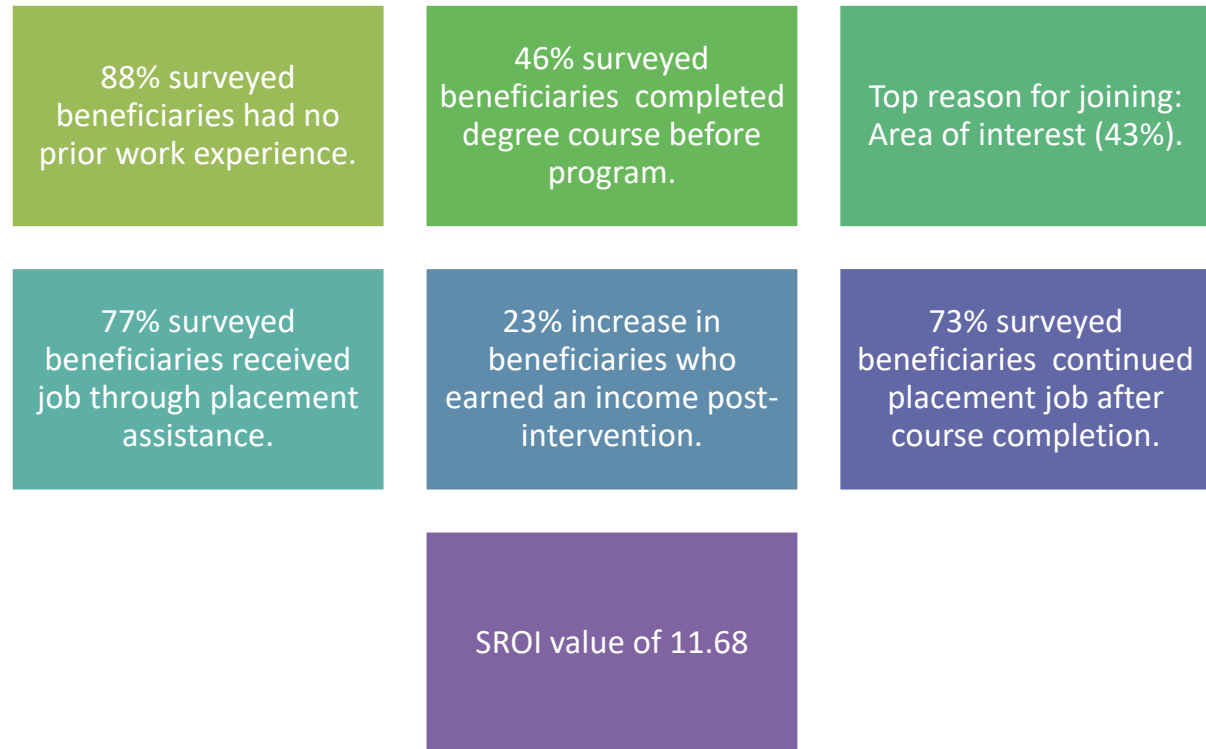 88% surveyed
beneficiaries had no
prior work experience.
46% surveyed
beneficiaries completed
degree course before
program.
Top reason for joining:
Area of interest (43%).
77% surveyed
beneficiaries received
job through placement
assistance.
23% increase in
beneficiaries who
earned an income post-
intervention.
73% surveyed
beneficiaries continued
placement job after
course completion.
SROI value of 11.68